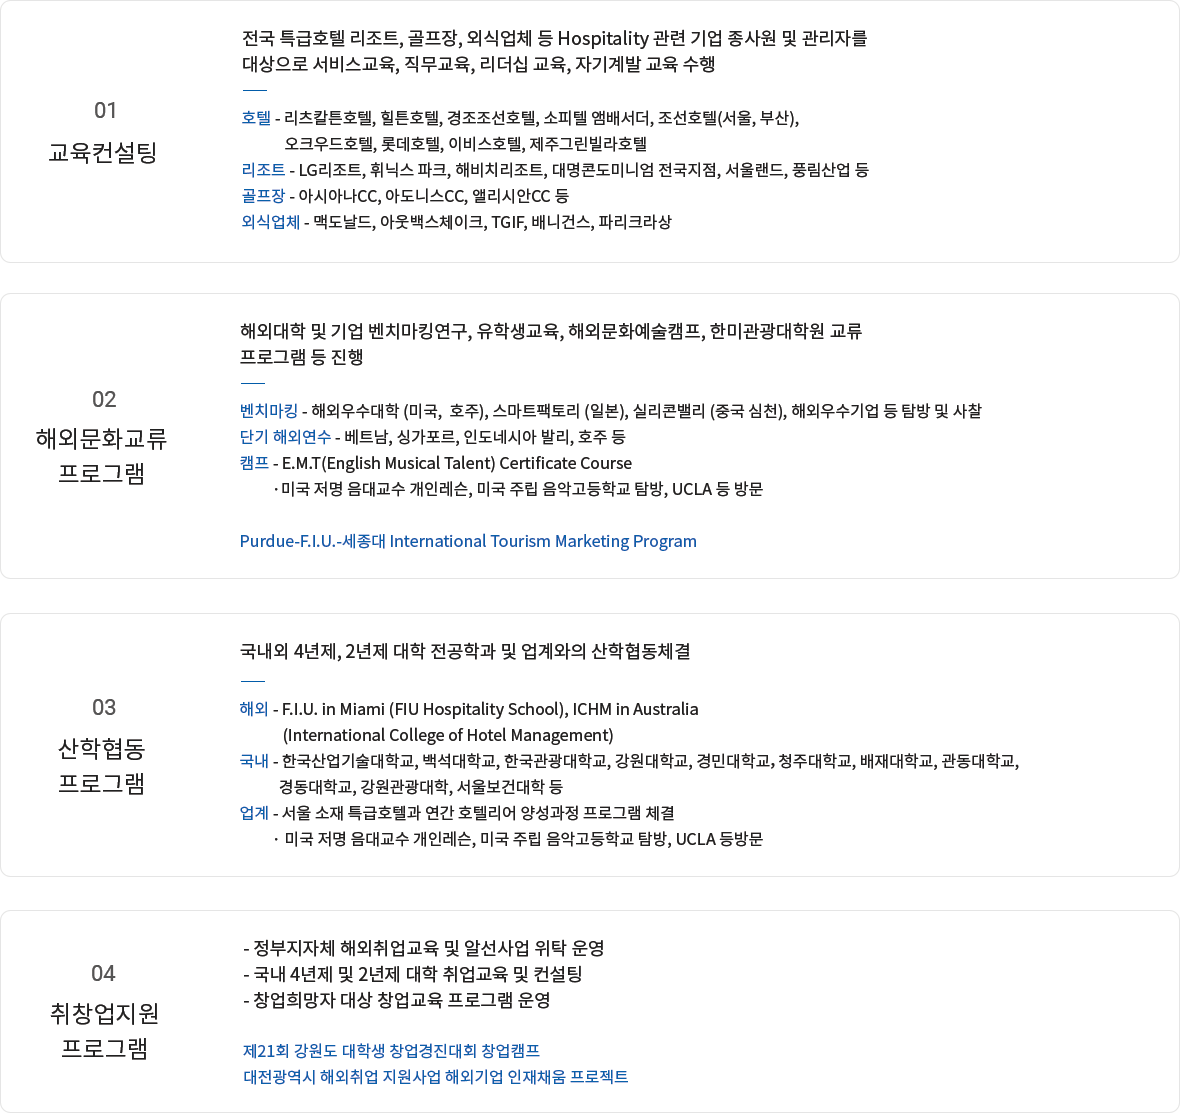 01
교육컨설팅
전국 특급호텔 리조트, 골프장, 외식업체 등 Hospitality 관련 기업 종사원 및 관리자를
대상으로 서비스교육, 직무교육, 리더십 교육, 자기계발 교육 수행
호텔 - 리츠칼튼호텔, 힐튼호텔, 경조조선호텔, 소피텔 앰배서더, 조선호텔(서울, 부산),
오크우드호텔, 롯데호텔, 이비스호텔, 제주그린빌라호텔
리조트 - LG리조트, 휘닉스 파크, 해비치리조트, 대명콘도미니엄 전국지점, 서울랜드, 풍림산업 등
골프장 - 아시아나CC, 아도니스CC, 앨리시안CC 등
외식업체 - 맥도날드, 아웃백스체이크, TGIF, 배니건스, 파리크라상
02
해외문화교류
프로그램
해외대학 및 기업 벤치마킹연구, 유학생교육, 해외문화예술캠프, 한미관광대학원 교류
프로그램 등 진행
벤치마킹 - 해외우수대학 (미국, 호주), 스마트팩토리 (일본), 실리콘밸리 (중국 심천), 해외우수기업 등 탐방 및 사찰
단기 해외연수 - 베트남, 싱가포르, 인도네시아 발리, 호주 등
캠프 - E.M.T(English Musical Talent) Certificate Course
· 미국 저명 음대교수 개인레슨, 미국 주립 음악고등학교 탐방, UCLA 등 방문
Purdue-F.I.U.-세종대 International Tourism Marketing Program
03
산학협동
프로그램
국내외 4년제, 2년제 대학 전공학과 및 업계와의 산학협동체결
해외 - F.I.U. in Miami (FIU Hospitality School), ICHM in Australia
(International College of Hotel Management)
국내 - 한국산업기술대학교, 백석대학교, 한국관광대학교, 강원대학교, 경민대학교, 청주대학교, 배재대학교, 관동대학교,
경동대학교, 강원관광대학, 서울보건대학 등
업계 - 서울 소재 특급호텔과 연간 호텔리어 양성과정 프로그램 체결
· 미국 저명 음대교수 개인레슨, 미국 주립 음악고등학교 탐방, UCLA 등방문
04
취창업지원
프로그램
- 정부지자체 해외취업교육 및 알선사업 위탁 운영
- 국내 4년제 및 2년제 대학 취업교육 및 컨설팅
- 창업희망자 대상 창업교육 프로그램 운영
제21회 강원도 대학생 창업경진대회 창업캠프
대전광역시 해외취업 지원사업 해외기업 인재채움 프로젝트